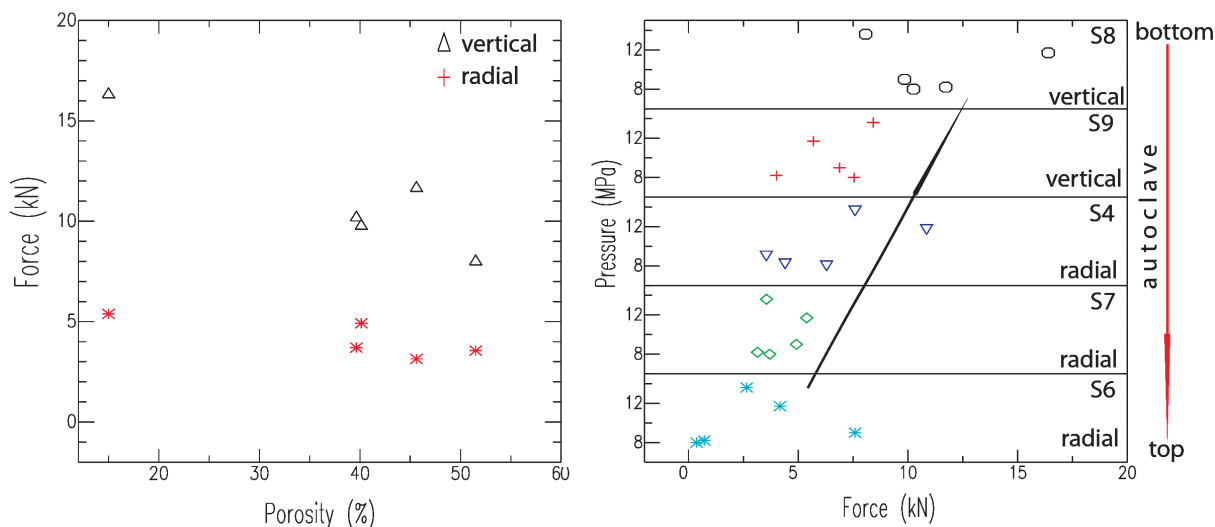 20
15
10
5
0
Force (kN)
20
30
40
50
60
Porosity (%)
vertical
radial
Pressure (MPa)
12
8
S8
vertical
12
8
S9
vertical
12
8
S4
radial
12
8
S7
radial
12
8
S6
radial
0
5
10
15
20
Force (kN)
bottom
autoclave
top